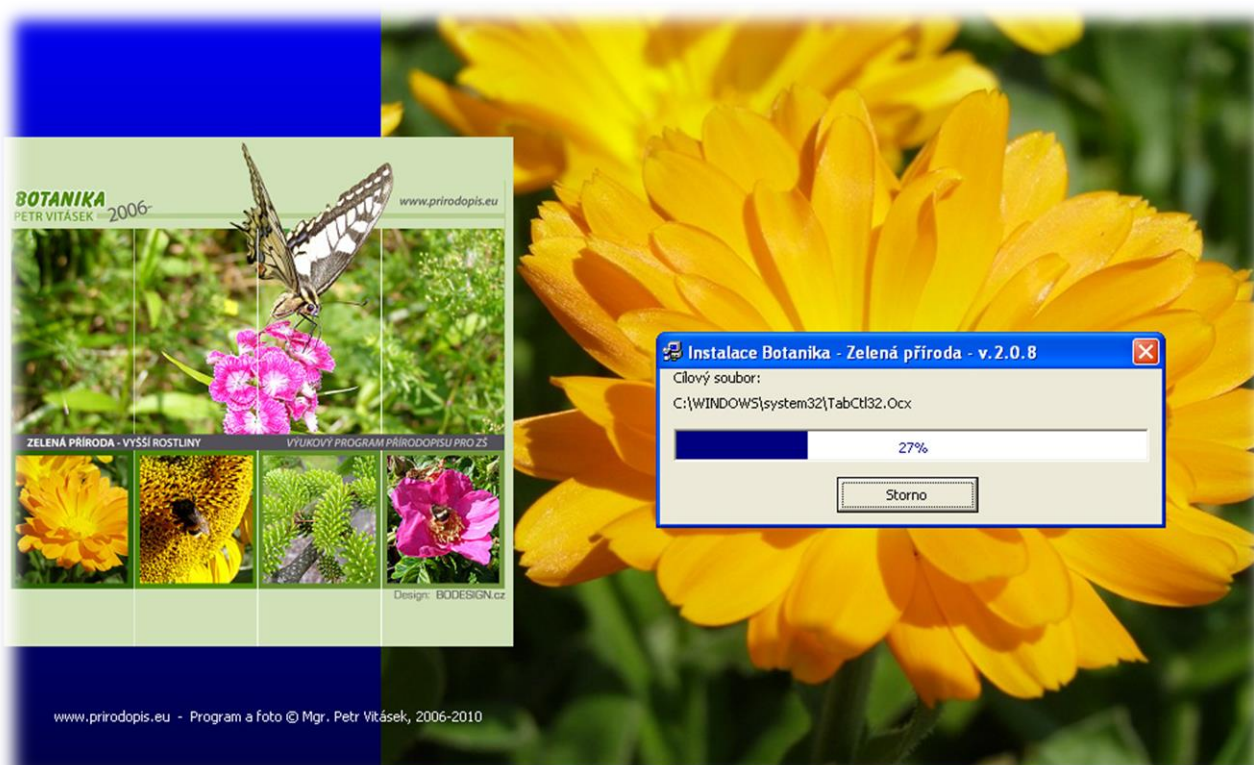 BOTANIKA
PETR VITÁSEK 2006-
www.prirodopis.eu
ZELENÁ PŘÍRODA - VYŠŠÍ ROSTLINY
VÝUKOVÝ PROGRAM PŘÍRODOPISU PRO ZŠ
Design: BODESIGN.cz
Instalace Botanika - Zelená příroda - v.2.0.8
Cílový soubor:
C:\WINDOWS\system32\TabCtl32.Ocx
27%
Storno
www.prirodopis.eu - Program a foto © Mgr. Petr Vitásek, 2006-2010